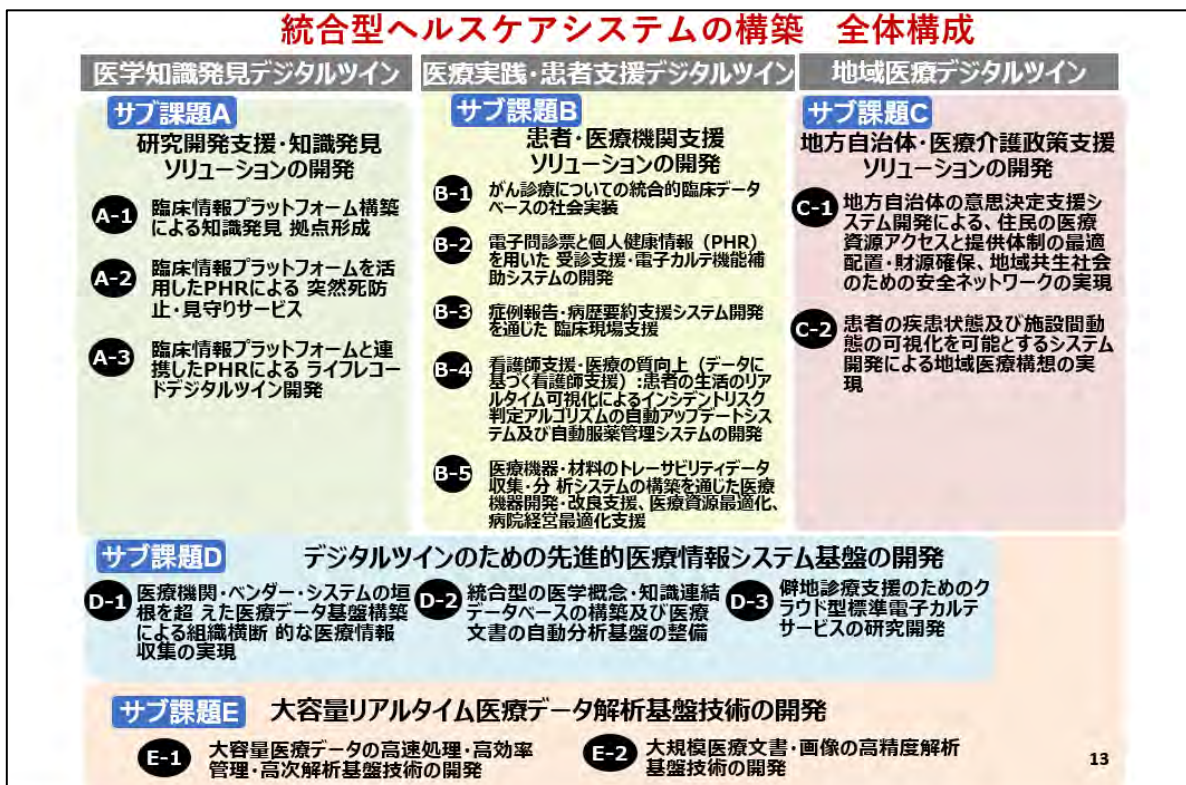 統合型ヘルスケアシステムの構築 全体構成
医学知識発見デジタルツイン
サブ課題A
研究開発支援・知識発見
ソリューションの開発
A-1 臨床情報プラットフォーム構築
による知識発見 拠点形成
A-2 臨床情報プラットフォームを活
用したPHRによる 突然死防
止・見守りサービス
A-3 臨床情報プラットフォームと連
携したPHRによる ライフレコー
ドデジタルツイン開発
医療実践・患者支援デジタルツイン
サブ課題B
患者・医療機関支援
ソリューションの開発
B-1 がん診療についての統合的臨床データ
ベースの社会実装
B-2 電子問診票と個人健康情報（PHR）
を用いた 受診支援・電子カルテ機能補
助システムの開発
B-3 症例報告・病歴要約支援システム開発
を通じた 臨床現場支援
B-4 看護師支援・医療の質向上（データに
基づく看護師支援）:患者の生活のリア
ルタイム可視化によるインシデントリスク
判定アルゴリズムの自動アップデートシス
テム及び自動服薬管理システムの開発
B-5 医療機器・材料のトレーサビリティデータ
収集・分 析システムの構築を通じた医療
機器開発・改良支援、医療資源最適化、
病院経営最適化支援
地域医療デジタルツイン
サブ課題C
地方自治体・医療介護政策支援
ソリューションの開発
C-1 地方自治体の意思決定支援シ
ステム開発による、住民の医療
資源アクセスと提供体制の最適
配置・財源確保、地域共生社会
のための安全ネットワークの実現
C-2 患者の疾患状態及び施設間動
態の可視化を可能とするシステム
開発による地域医療構想の実
現
サブ課題D デジタルツインのための先進的医療情報システム基盤の開発
D-1 医療機関・ベンダー・システムの垣
根を超 えた医療データ基盤構築
による組織横断 的な医療情報
収集の実現
D-2 統合型の医学概念・知識連結
データベースの構築及び医療
文書の自動分析基盤の整備
D-3 僻地診療支援のためのク
ラウド型標準電子カルテ
サービスの研究開発
サブ課題E 大容量リアルタイム医療データ解析基盤技術の開発
E-1 大容量医療データの高速処理・高効率
管理・高次解析基盤技術の開発
E-2 大規模医療文書・画像の高精度解析
基盤技術の開発
13